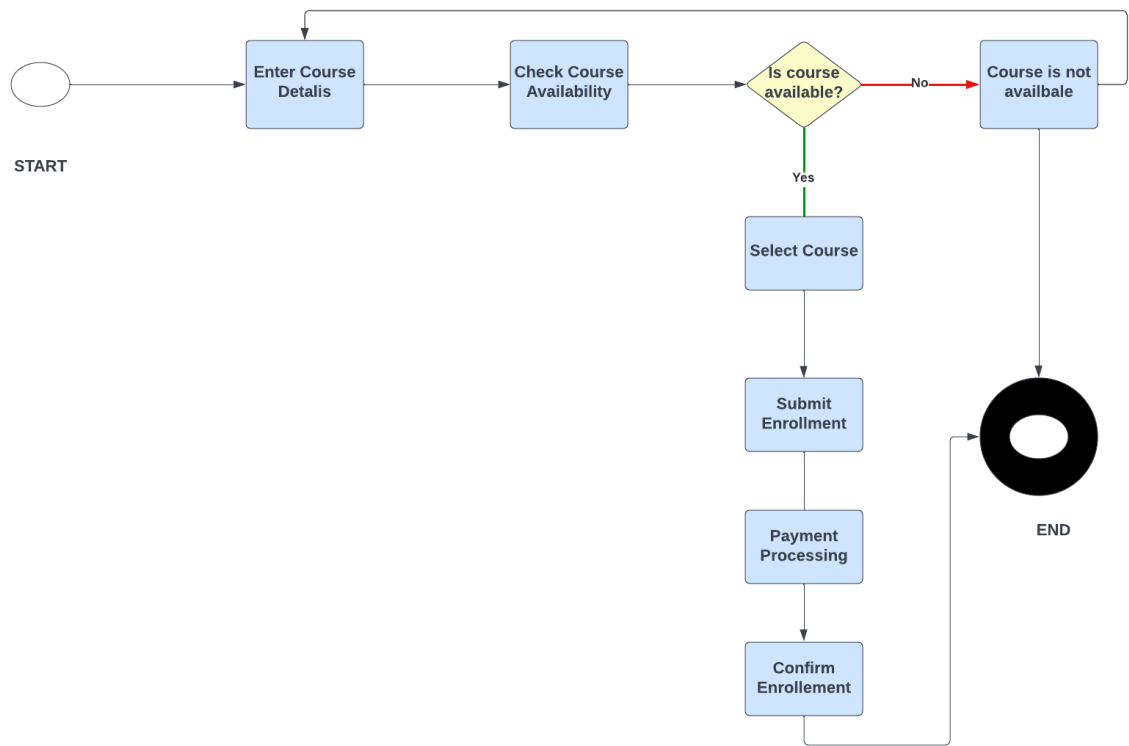 Enter Course
Detalis
Check Course
Availability
Is course
available?
No
Course is not
availbale
START
Yes
Select Course
Submit
Enrollment
Payment
Processing
END
Confirm
Enrollement